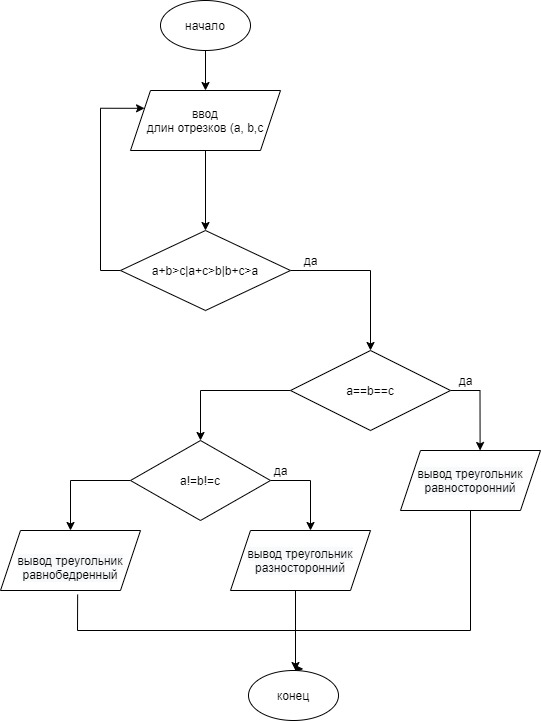 начало
ввод
длин отрезков (a, b,c
a+b>c|a+c>b|b+c>a
да
a==b==c
да
a!=b!=c
да
вывод треугольник
равносторонний
вывод треугольник
равнобедренный
вывод треугольник
разносторонний
конец